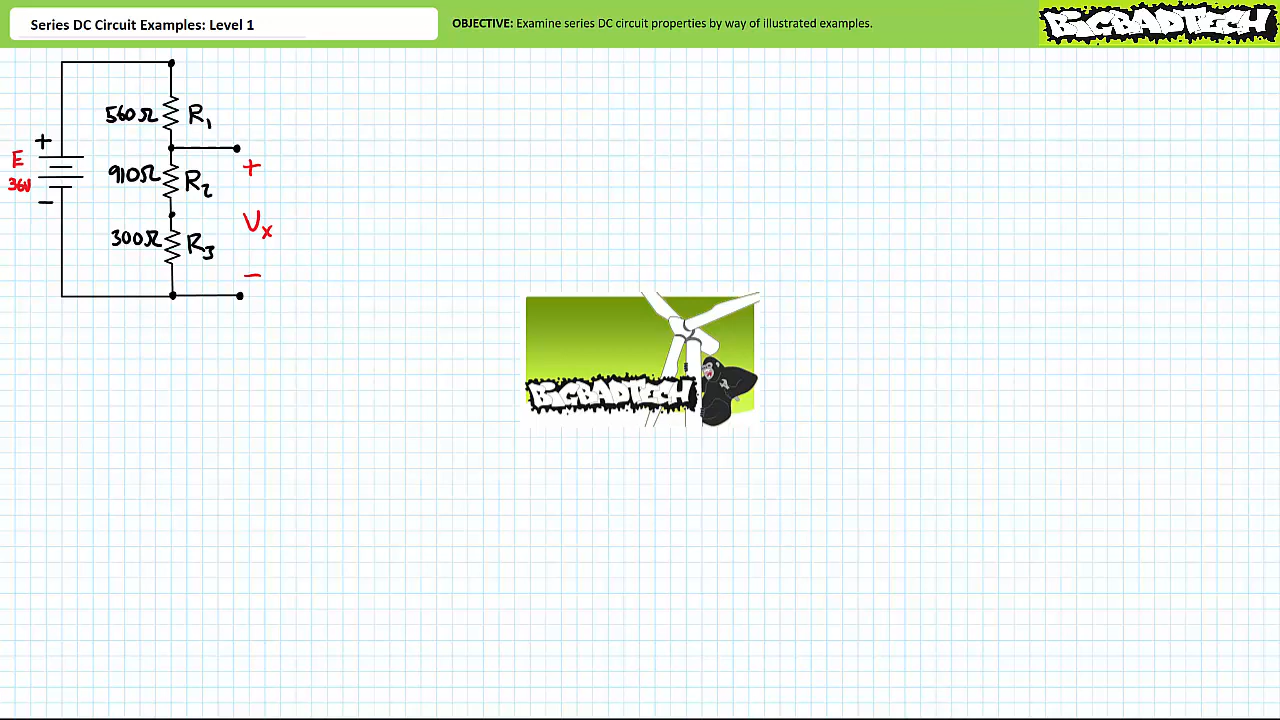 Series DC Circuit Examples: Level 1
OBJECTIVE: Examine series DC circuit properties by way of illustrated examples.
BIGBADTECH
560Ω R1
+
E
36V
-
+
910Ω R2
Vx
300Ω R3
-
BIGBADTECH